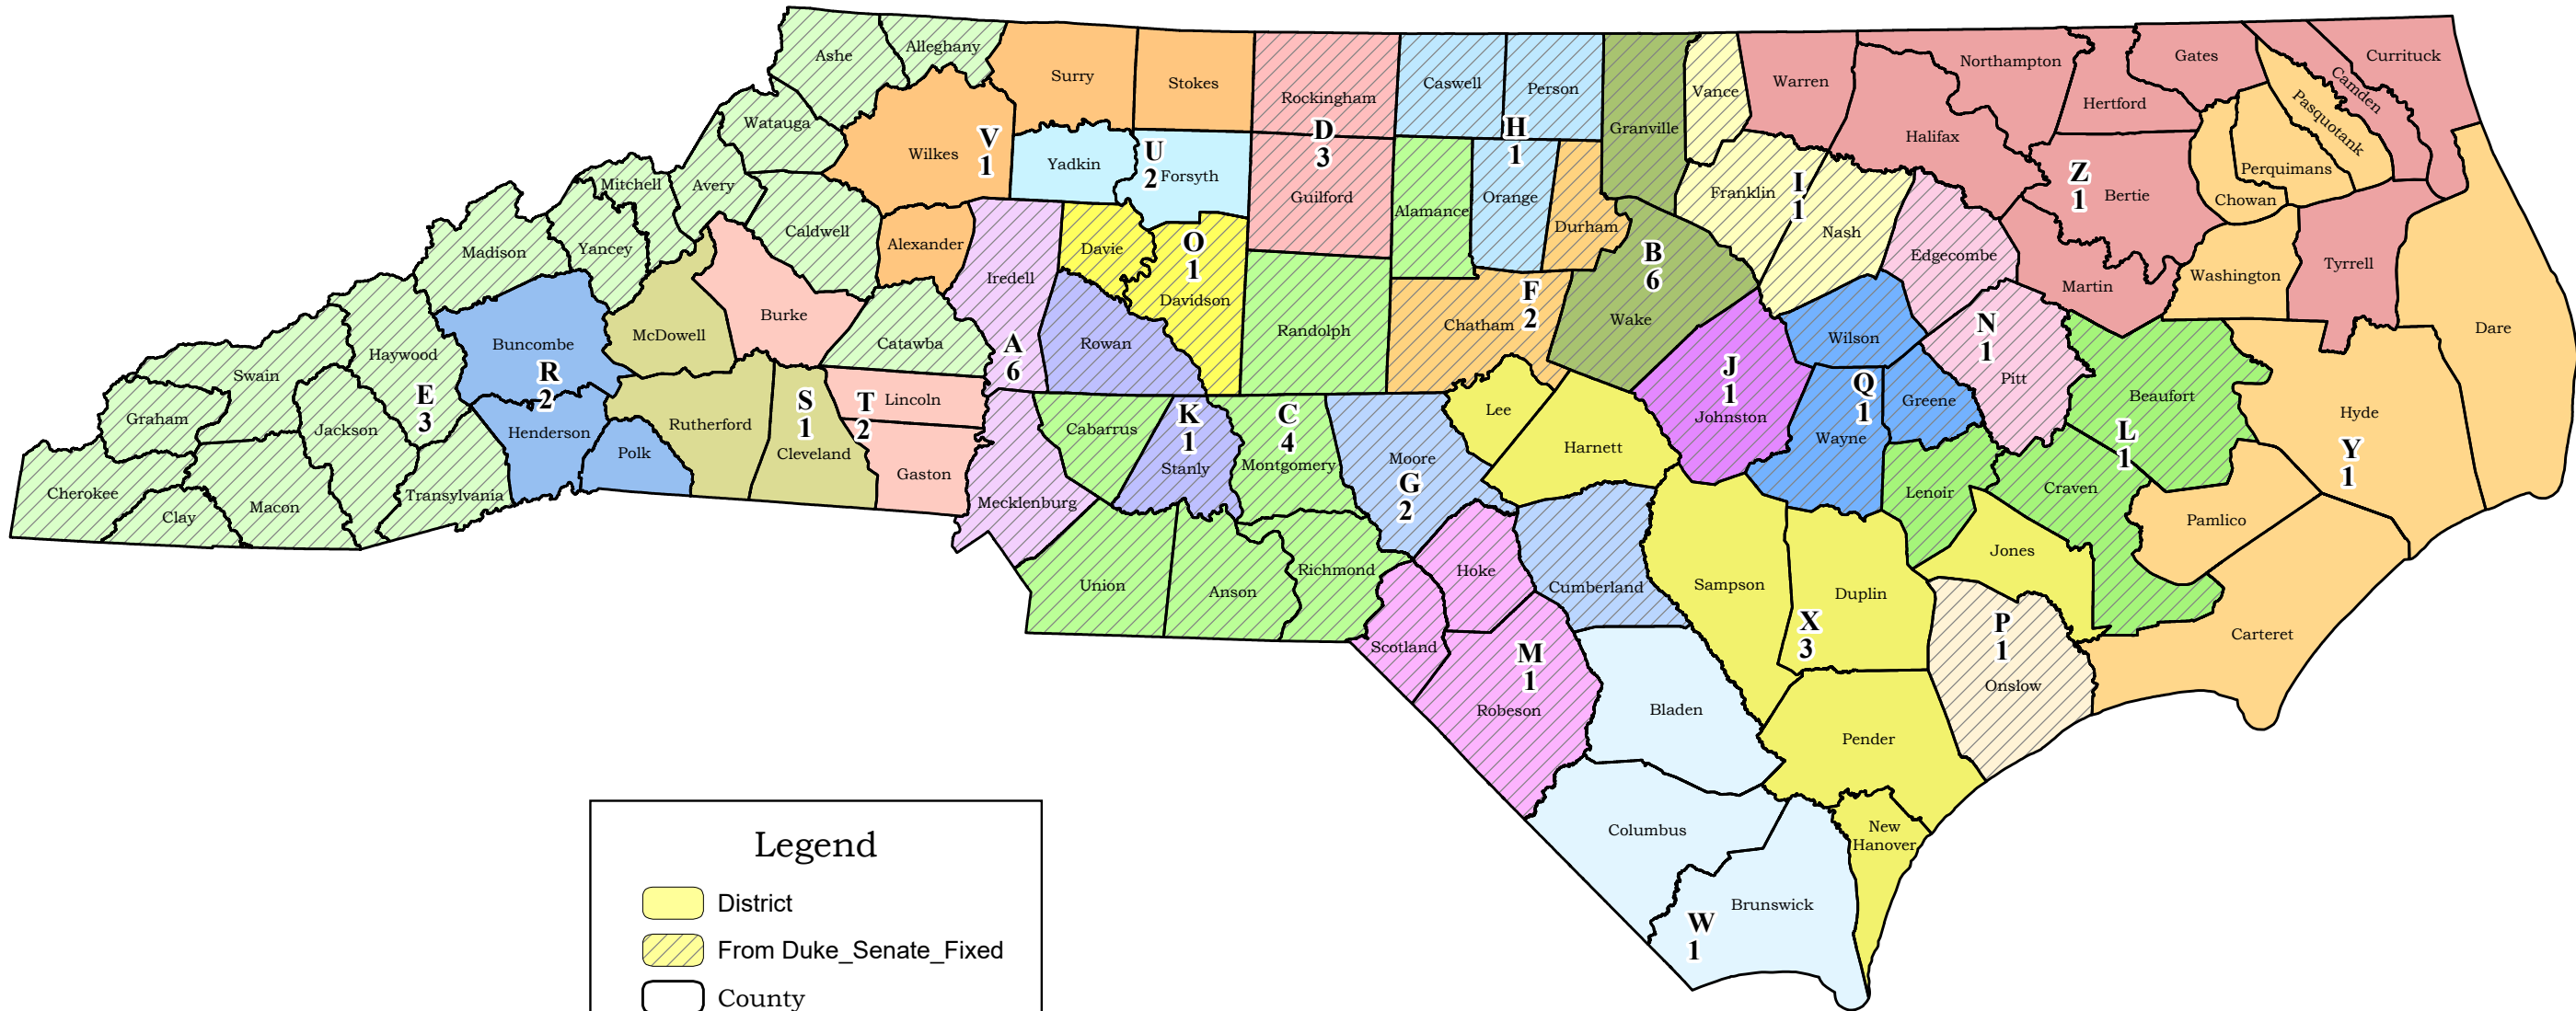 Ashe
Alleghany
Surry
Stokes
Rockingham
Caswell
Person
Granville
Vance
Warren
Northampton
Halifax
Hertford
Gates
Camden
Currituck
Pasquotank
Perquimans
Chowan
Bertie
Z
1
Watauga
Wilkes
V
1
Yadkin
U
2
Forsyth
D
3
Guilford
H
1
Alamance
Orange
Durham
Franklin
I
1
Nash
Edgecombe
Martin
Washington
Tyrrell
Dare
Mitchell
Avery
Caldwell
Alexander
Iredell
Davie
O
1
Davidson
Randolph
Chatham
F
2
B
6
Wake
Wilson
N
1
Pitt
Beaufort
Hyde
Y
1
Madison
Yancey
McDowell
Burke
Catawba
A
6
Rowan
Lee
Harnett
J
1
Johnston
Q
1
Wayne
Greene
L
1
Craven
Pamlico
Haywood
Buncombe
R
2
Swain
Graham
Jackson
E
3
Henderson
Polk
Rutherford
S
1
Cleveland
T
2
Lincoln
Gaston
Cabarrus
K
1
Stanly
C
4
Montgomery
Moore
G
2
Lenoir
Jones
Cherokee
Clay
Macon
Transylvania
Mecklenburg
Union
Anson
Richmond
Scotland
Hoke
Cumberland
Sampson
Duplin
X
3
P
1
Onslow
Carteret
M
1
Robeson
Bladen
Pender
Columbus
New
Hanover
W
1
Brunswick
Legend
District
From Duke_Senate_Fixed
County